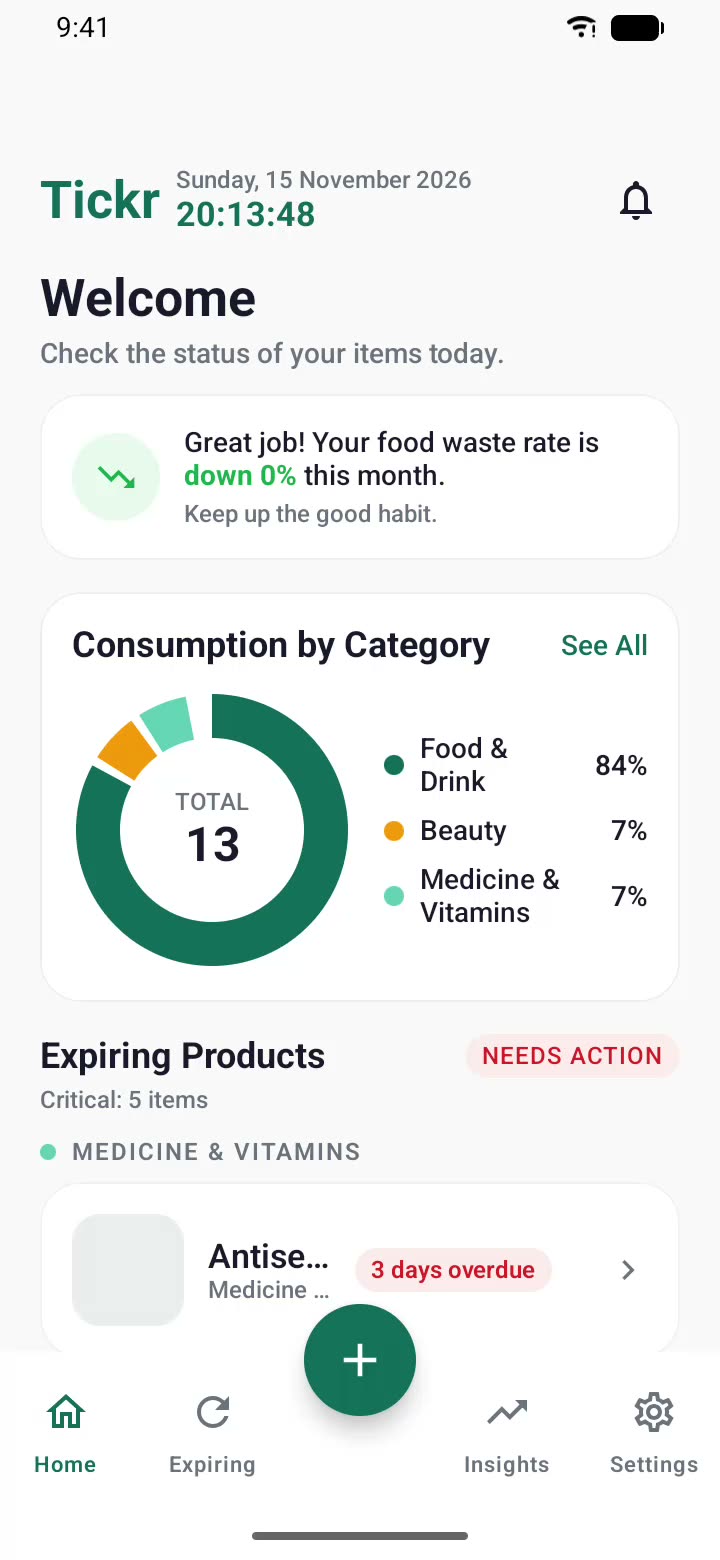 9:41
Tickr
Sunday, 15 November 2026
20:13:48
Welcome
Check the status of your items today.
Great job! Your food waste rate is
down 0% this month.
Keep up the good habit.
Consumption by Category
See All
TOTAL
13
Food &
Drink
84%
Beauty
7%
Medicine &
Vitamins
7%
Expiring Products
NEEDS ACTION
Critical: 5 items
MEDICINE & VITAMINS
Antise...
Medicine ...
3 days overdue
Home
Expiring
Insights
Settings